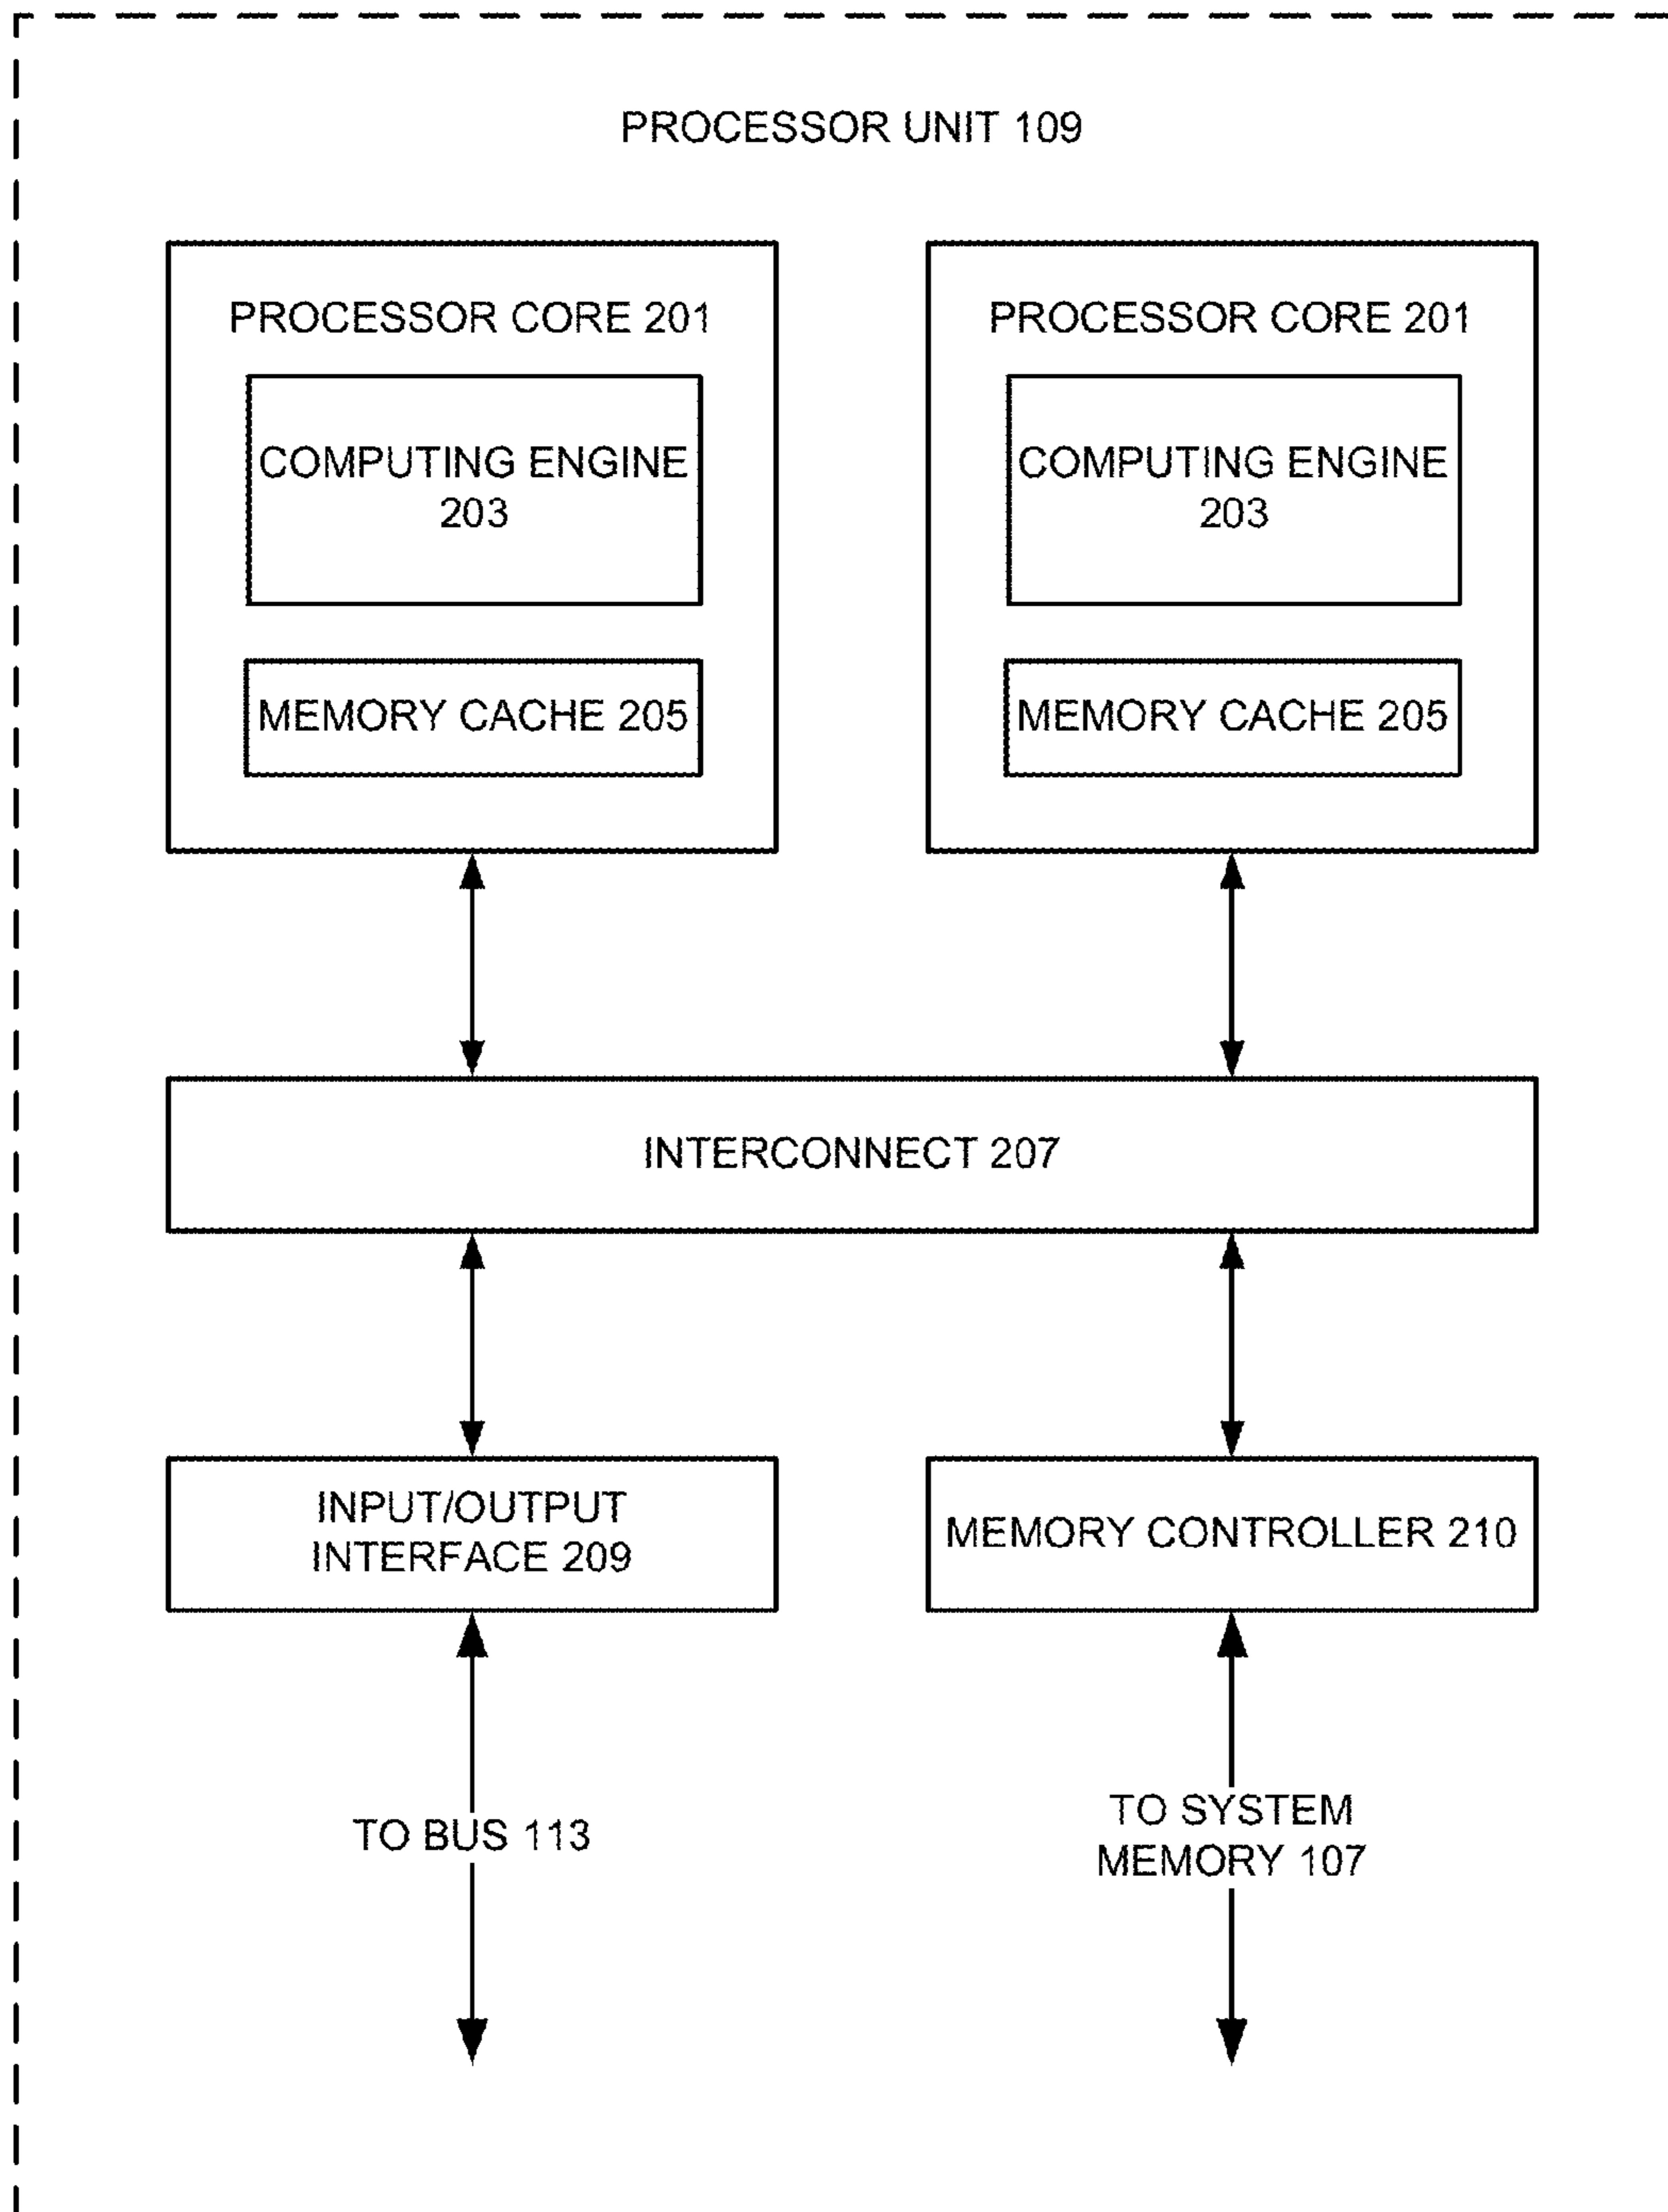 PROCESSOR UNIT 109
PROCESSOR CORE 201
COMPUTING ENGINE
203
MEMORY CACHE 205
PROCESSOR CORE 201
COMPUTING ENGINE
203
MEMORY CACHE 205
INTERCONNECT 207
INPUT/OUTPUT
INTERFACE 209
MEMORY CONTROLLER 210
TO BUS 113
TO SYSTEM
MEMORY 107